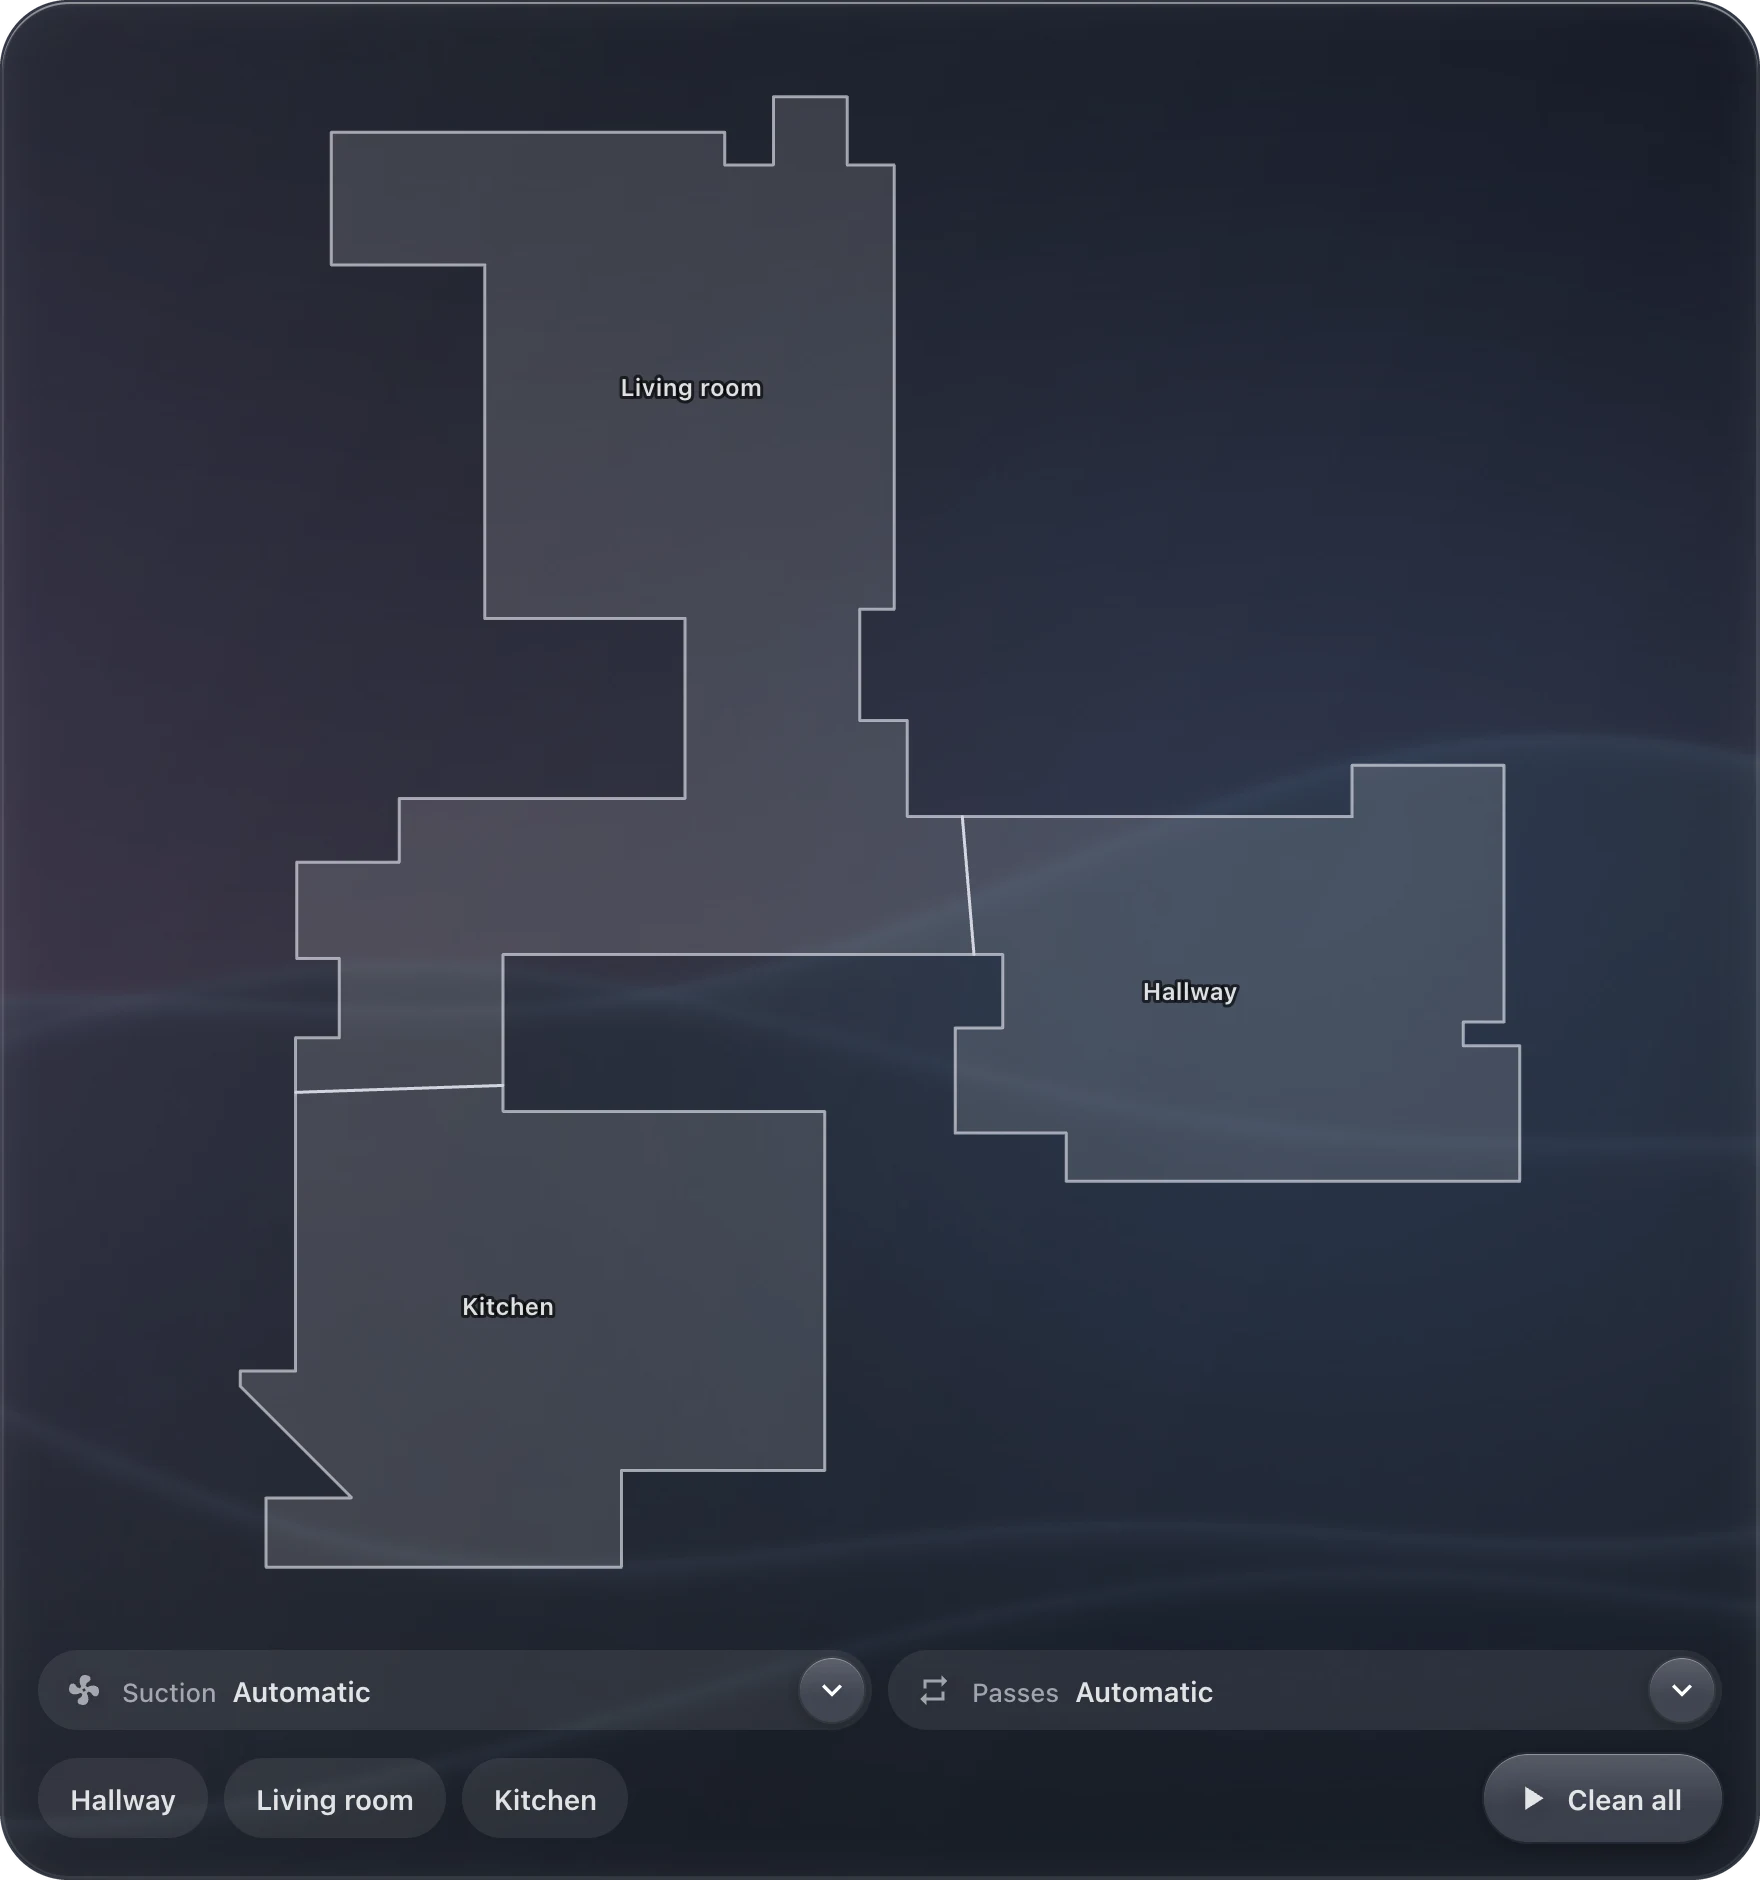 Living room
Hallway
Kitchen
Suction Automatic
Passes Automatic
Hallway
Living room
Kitchen
Clean all